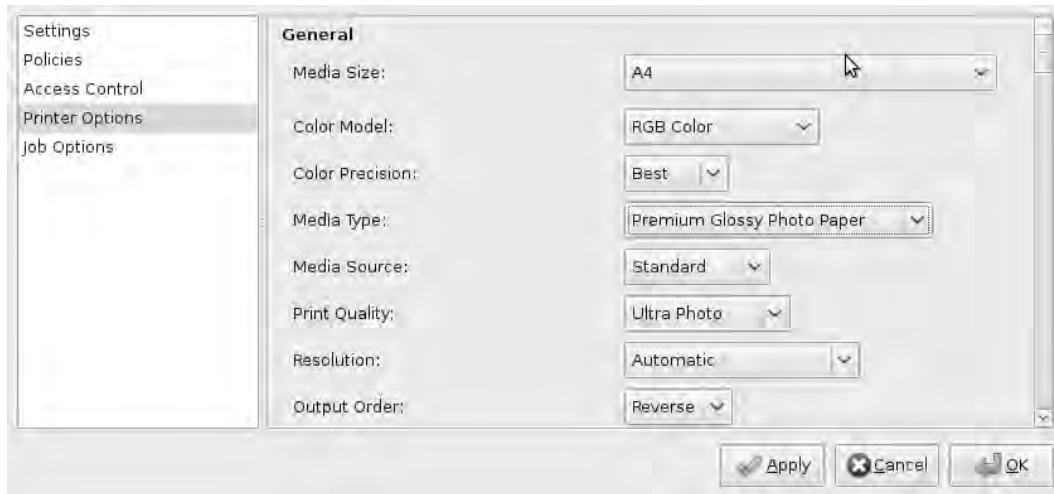 Settings
Policies
Access Control
Printer Options
Job Options
General
Media Size: A4
Color Model: RGB Color
Color Precision: Best
Media Type: Premium Glossy Photo Paper
Media Source: Standard
Print Quality: Ultra Photo
Resolution: Automatic
Output Order: Reverse
Apply Cancel OK